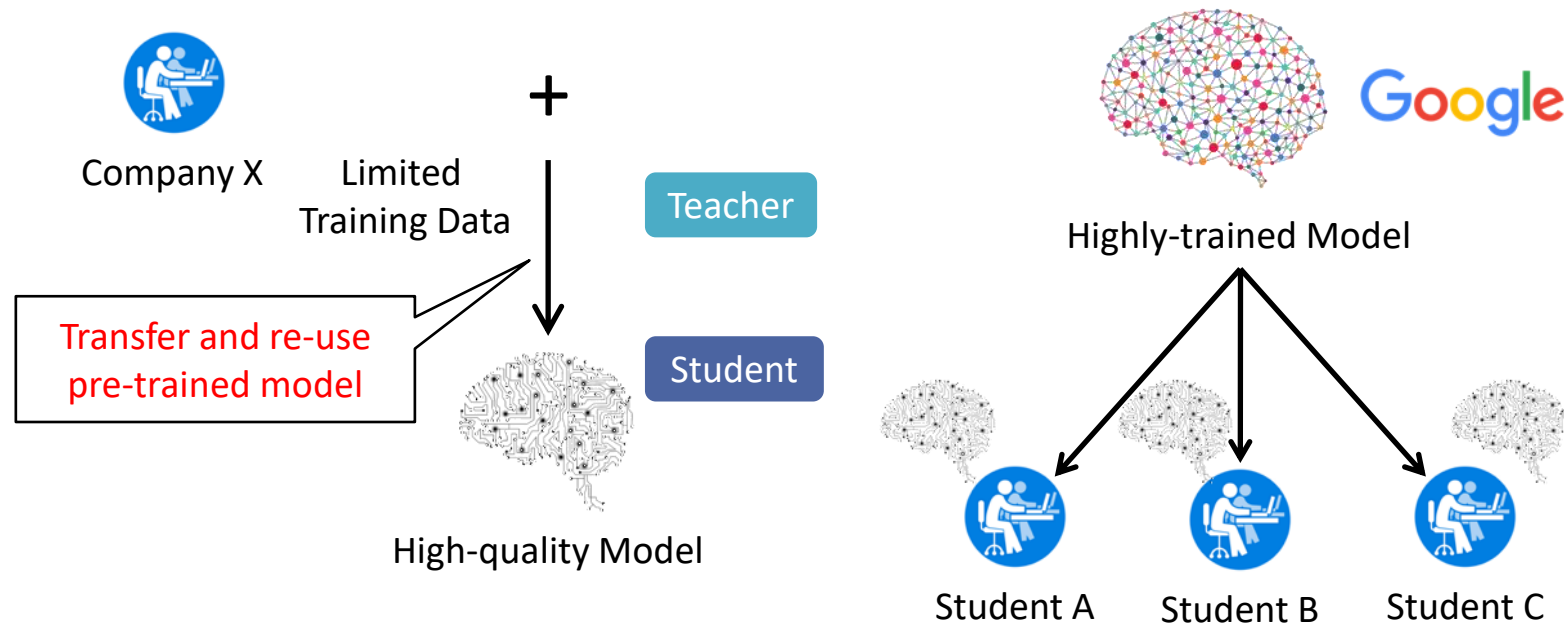 Company X
Limited
Training Data
+
Teacher
Transfer and re-use
pre-trained model
Student
High-quality Model
Google
Highly-trained Model
Student A
Student B
Student C